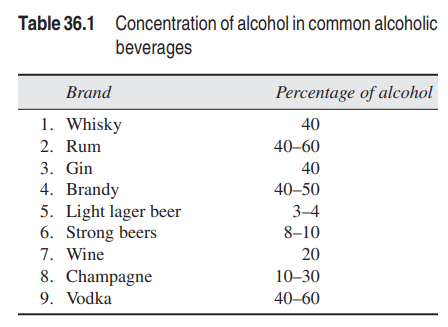 Table 36.1 Concentration of alcohol in common alcoholic
beverages
Brand Percentage of alcohol
1. Whisky 40
2. Rum 40–60
3. Gin 40
4. Brandy 40–50
5. Light lager beer 3–4
6. Strong beers 8–10
7. Wine 20
8. Champagne 10–30
9. Vodka 40–60